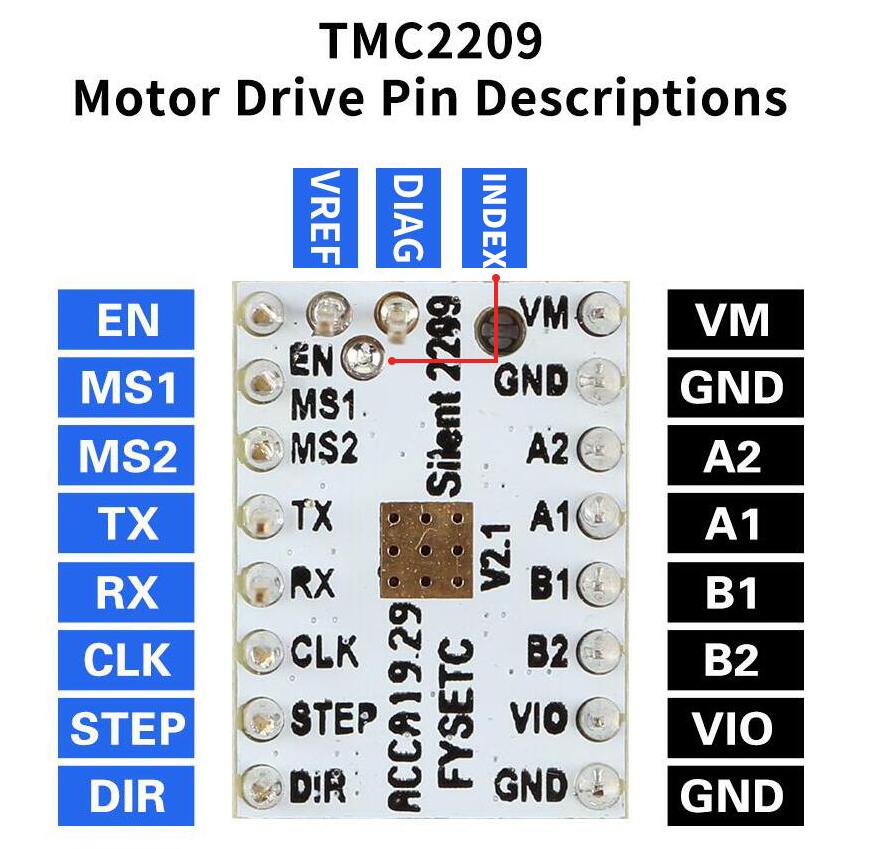 TMC2209
Motor Drive Pin Descriptions
VREF
DIAG
INDEX
EN
MS1
MS2
TX
RX
CLK
STEP
DIR
EN
MS1
MS2
TX
RX
CLK
STEP
DIR
Silent 2209
V2.1
ACCA19.29
FYSETC
VM
GND
A2
A1
B1
B2
VIO
GND
VM
GND
A2
A1
B1
B2
VIO
GND